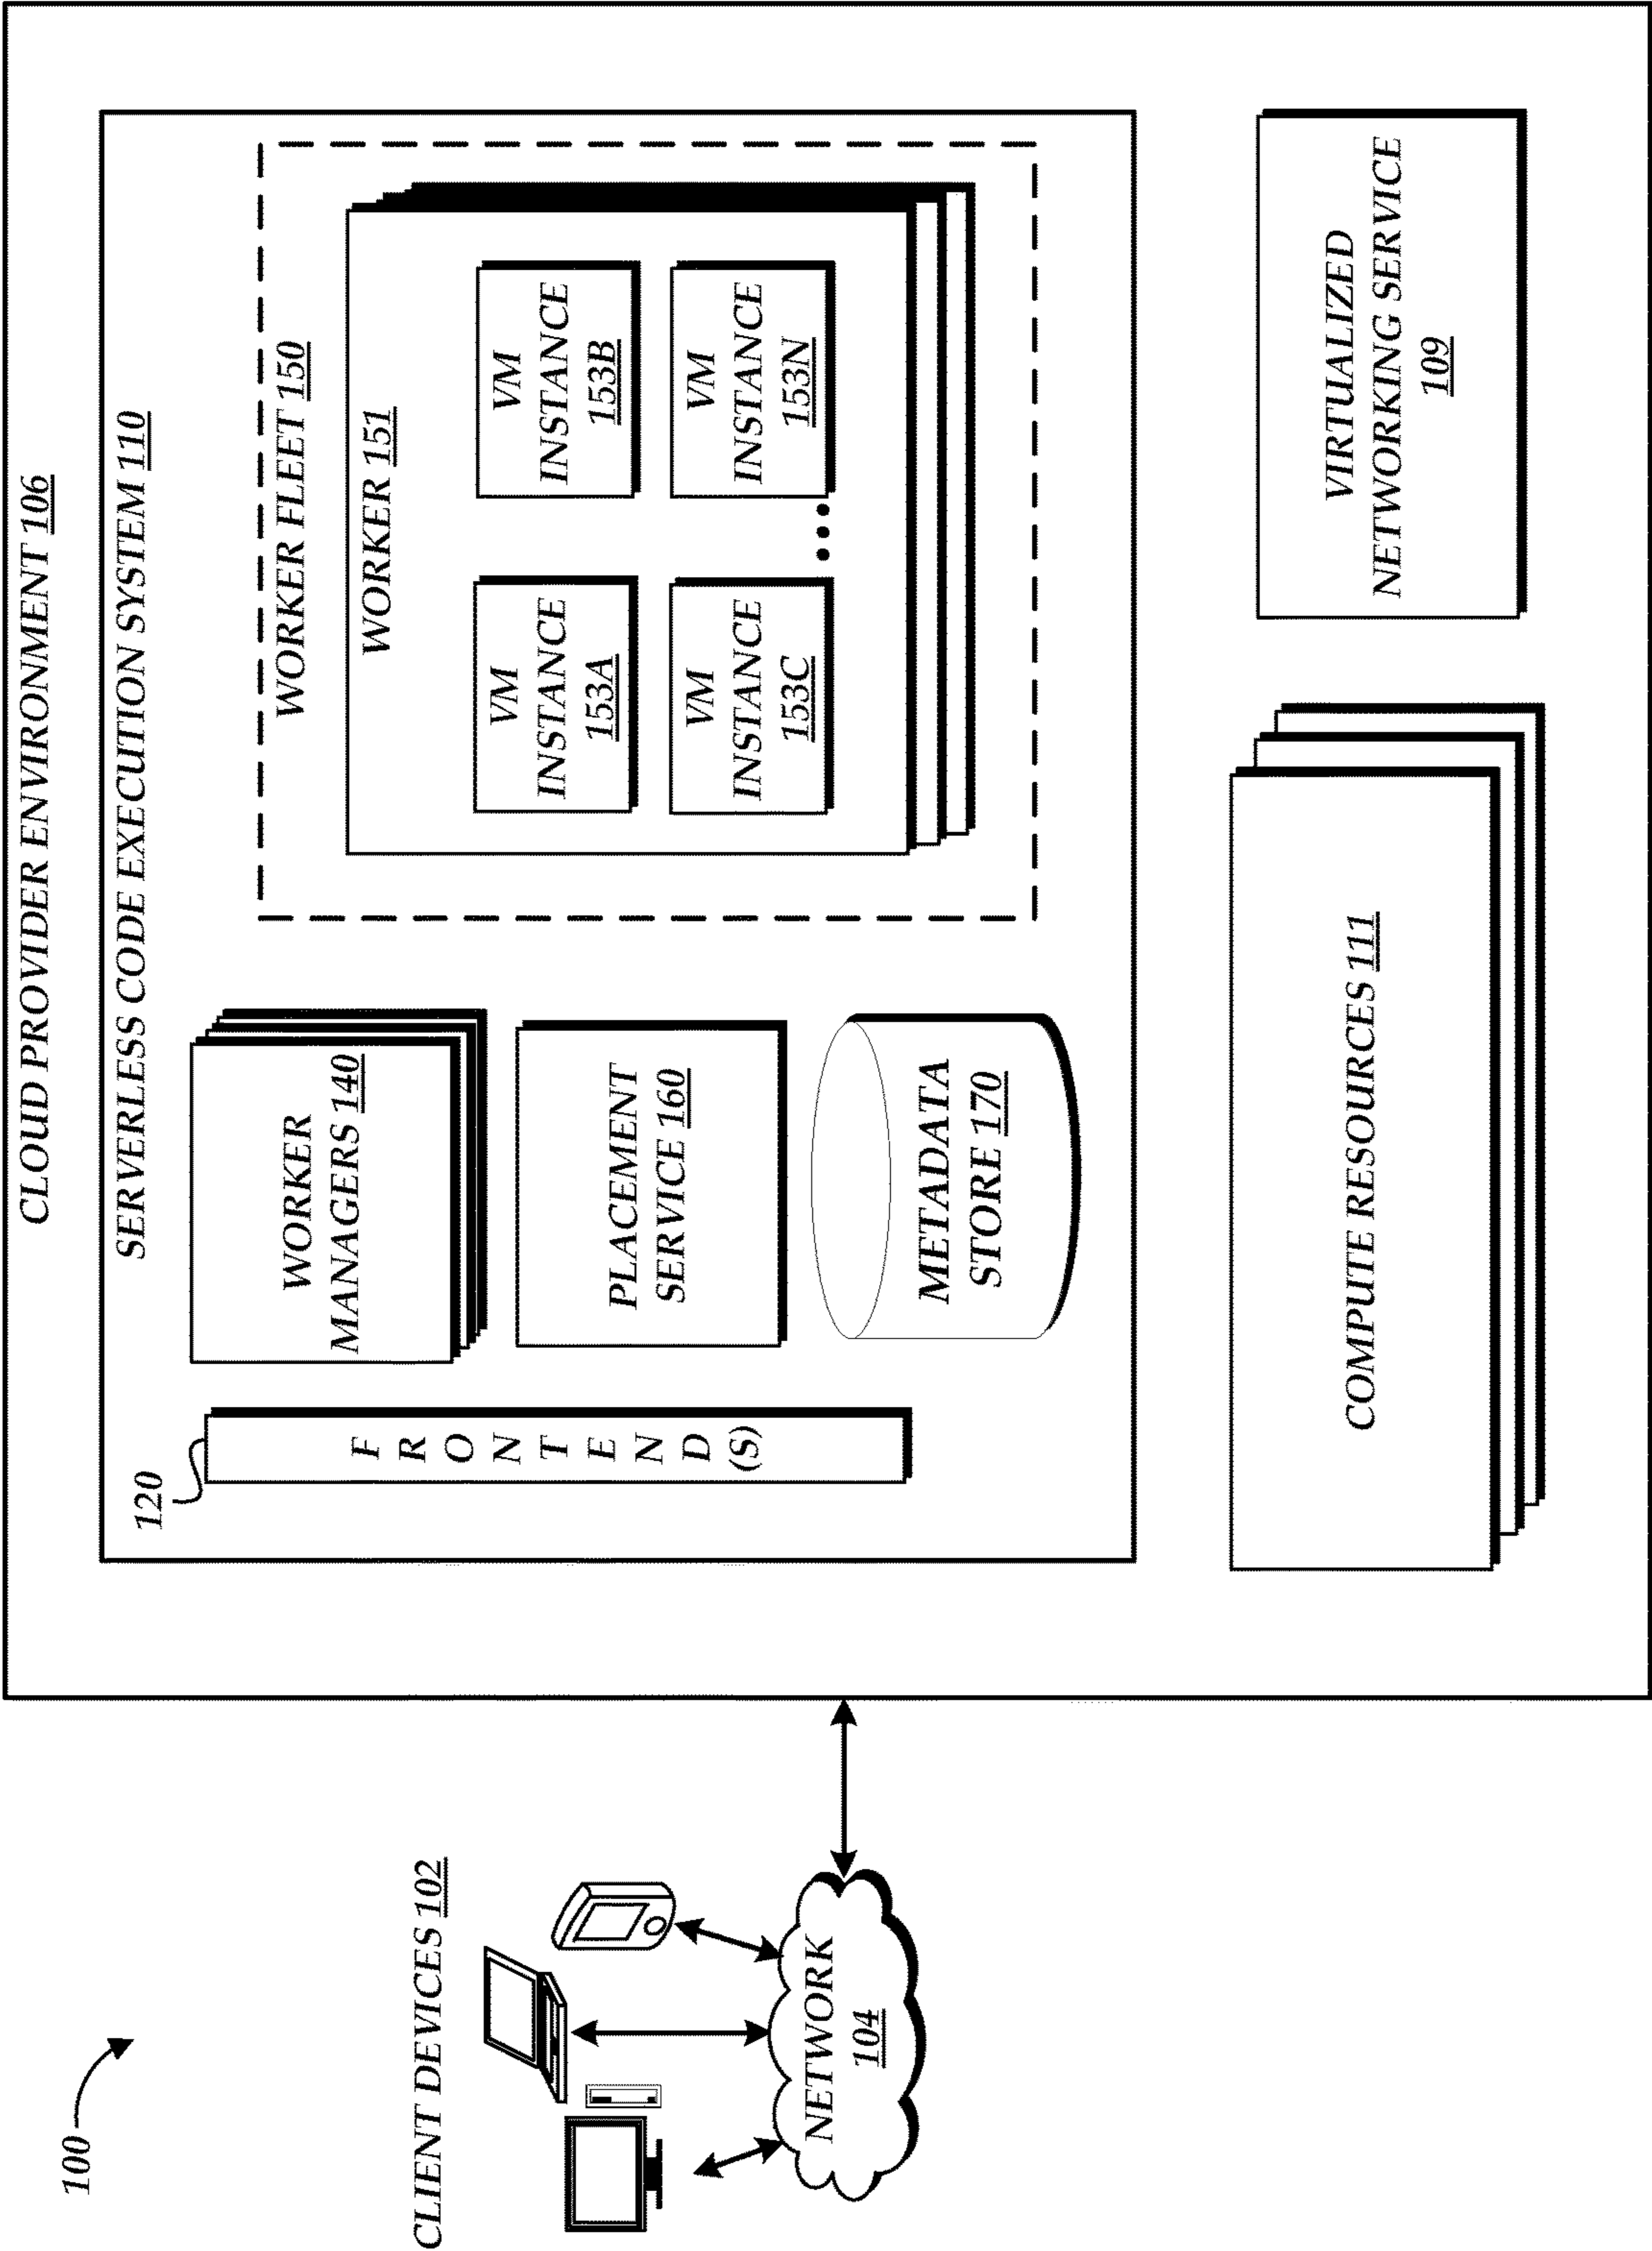 100
CLIENT DEVICES 102
NETWORK
104
CLOUD PROVIDER ENVIRONMENT 106
SERVERLESS CODE EXECUTION SYSTEM 110
120
F
R
O
N
T
E
N
D
(S)
WORKER
MANAGERS 140
PLACEMENT
SERVICE 160
METADATA
STORE 170
WORKER FLEET 150
WORKER 151
VM
INSTANCE
153A
VM
INSTANCE
153B
VM
INSTANCE
153C
•••
VM
INSTANCE
153N
COMPUTE RESOURCES 111
VIRTUALIZED
NETWORKING SERVICE
109